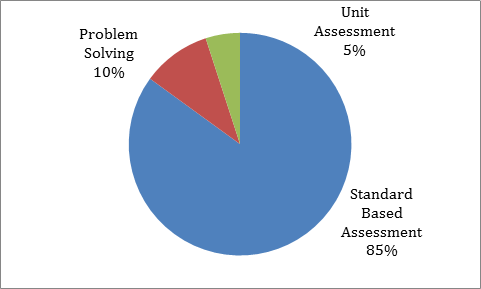 Unit
Assessment
5%
Problem
Solving
10%
Standard
Based
Assessment
85%